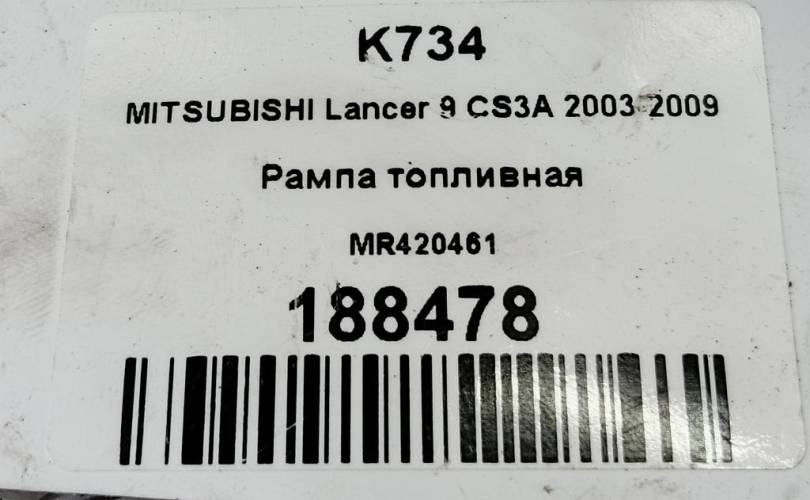 K734
MITSUBISHI Lancer 9 CS3A 2003-2009
Рампа топливная
MR420461
188478